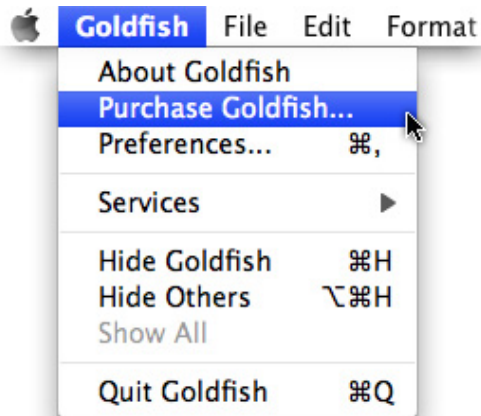 Goldfish File Edit Format
About Goldfish
Purchase Goldfish...
Preferences... ⌘,
Services ▶
Hide Goldfish ⌘H
Hide Others ⌥⌘H
Show All
Quit Goldfish ⌘Q